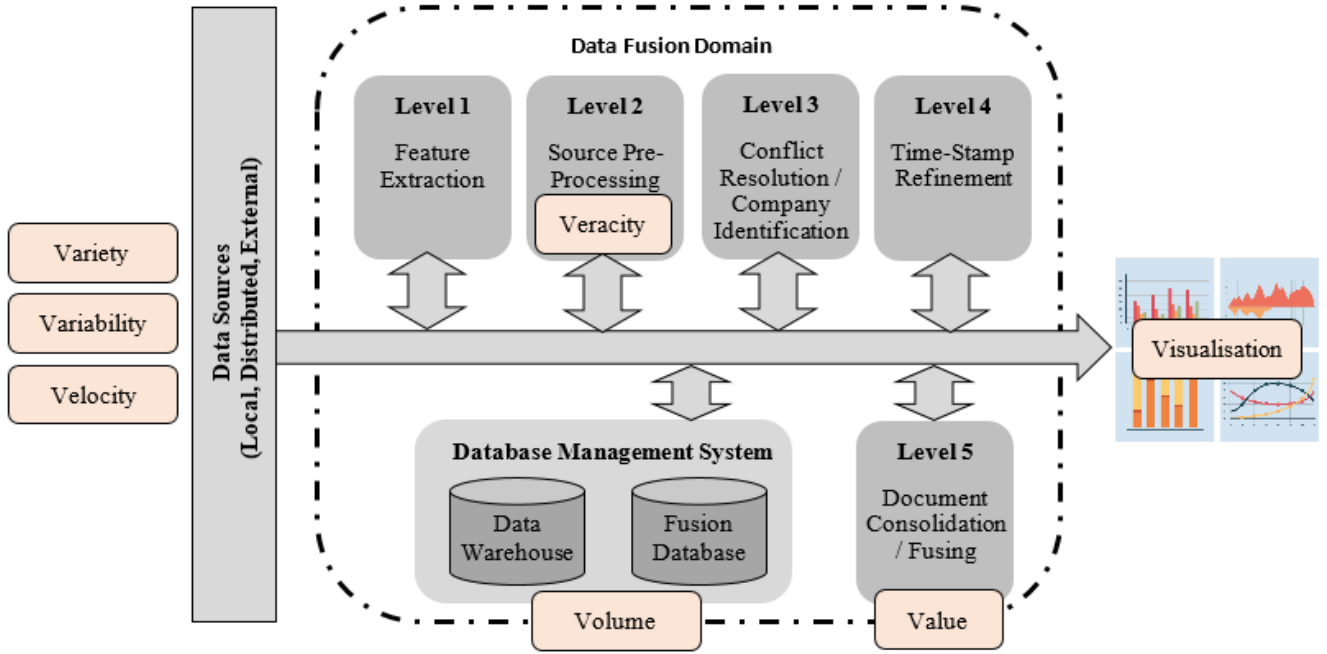 Data Fusion Domain
Level 1
Feature
Extraction
Level 2
Source Pre-
Processing
Veracity
Level 3
Conflict
Resolution /
Company
Identification
Level 4
Time-Stamp
Refinement
Variety
Variability
Velocity
Data Sources
(Local, Distributed, External)
Visualisation
Database Management System
Data
Warehouse
Fusion
Database
Volume
Level 5
Document
Consolidation
/ Fusing
Value